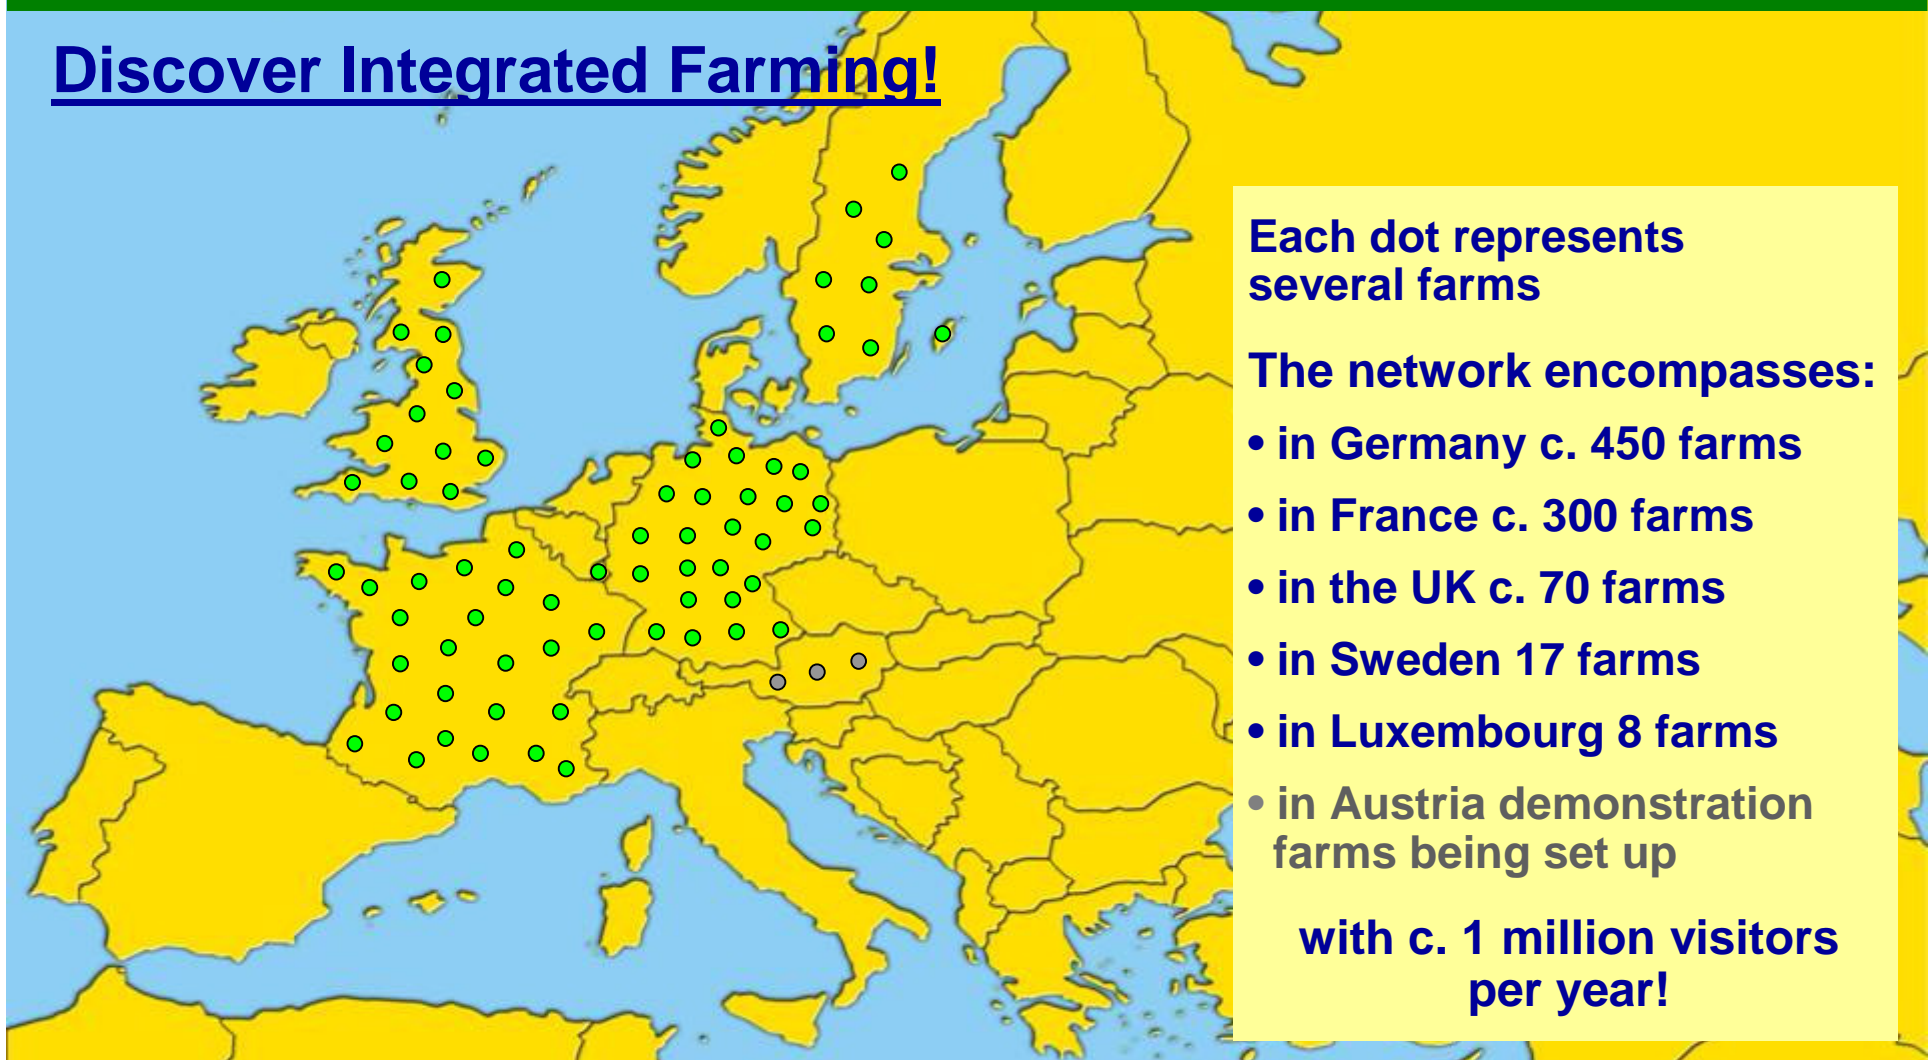 Discover Integrated Farming!
Each dot represents
several farms
The network encompasses:
• in Germany c. 450 farms
• in France c. 300 farms
• in the UK c. 70 farms
• in Sweden 17 farms
• in Luxembourg 8 farms
• in Austria demonstration
farms being set up
with c. 1 million visitors
per year!